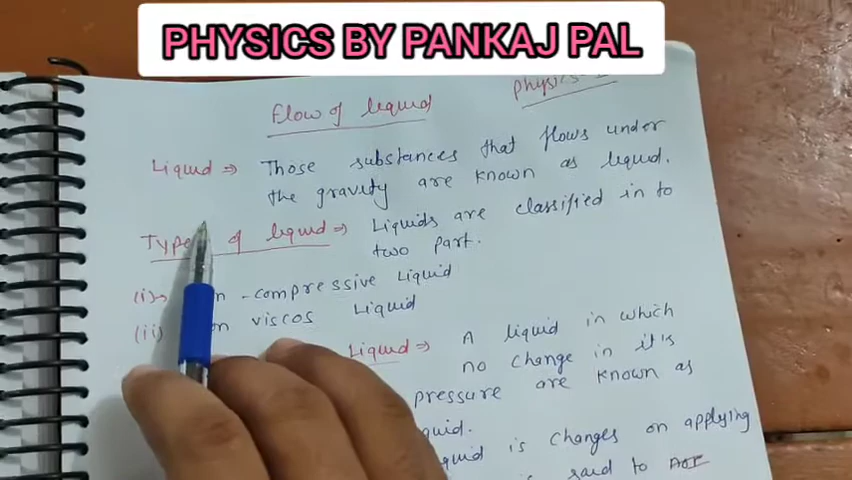 PHYSICS BY PANKAJ PAL
Physics-
Flow of liquid
Liquid ⇒ Those substances that flows under
the gravity are known as liquid.
Type of liquid ⇒ Liquids are classified in to
two part.
(i)→ -compressive Liquid
(ii) viscos Liquid
Liquid ⇒ A liquid in which
no change in it's
pressure are known as
liquid.
liquid is changes on applying
is said to